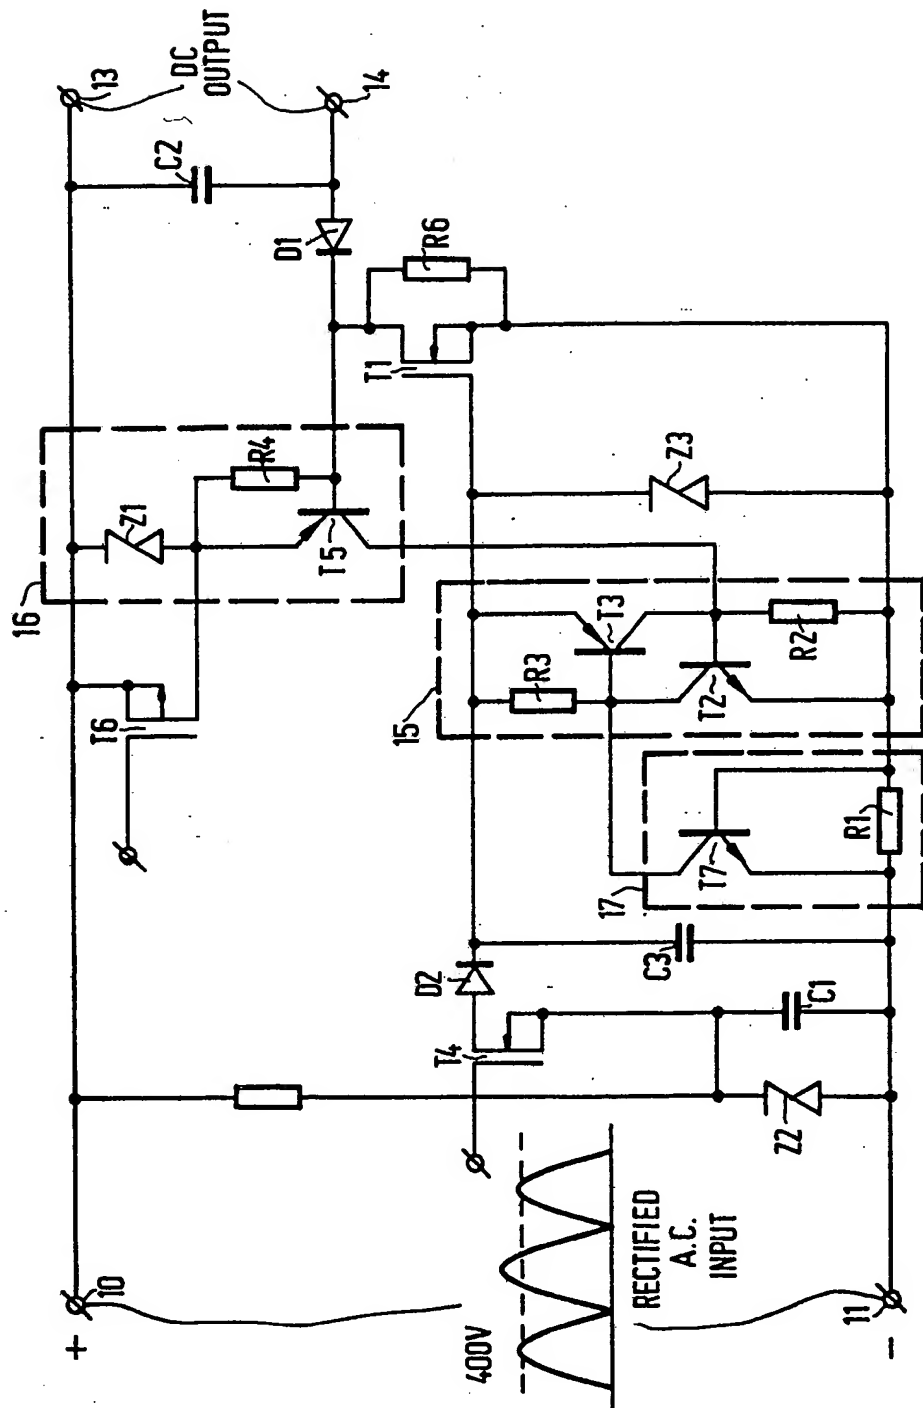 +
10
400V
RECTIFIED
A.C.
INPUT
11
-
Z2
C1
T4
D2
C3
17
T7
R1
15
R3
T3
T2
R2
T6
16
Z1
R4
T5
Z3
T1
R6
D1
C2
13
DC
OUTPUT
14